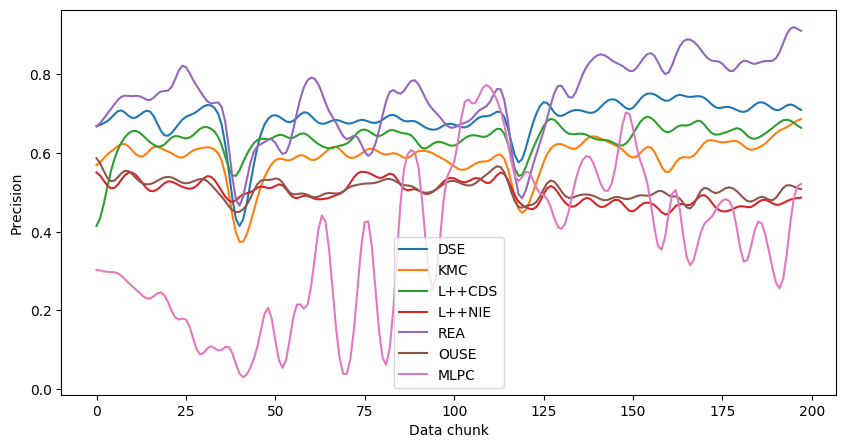 Precision
0.8
0.6
0.4
0.2
0.0
DSE
KMC
L++CDS
L++NIE
REA
OUSE
MLPC
0 25 50 75 100 125 150 175 200
Data chunk